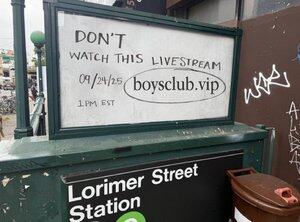 DON'T
WATCH THIS LIVESTREAM
09/24/25 boysclub.vip
1PM EST
Lorimer Street
Station